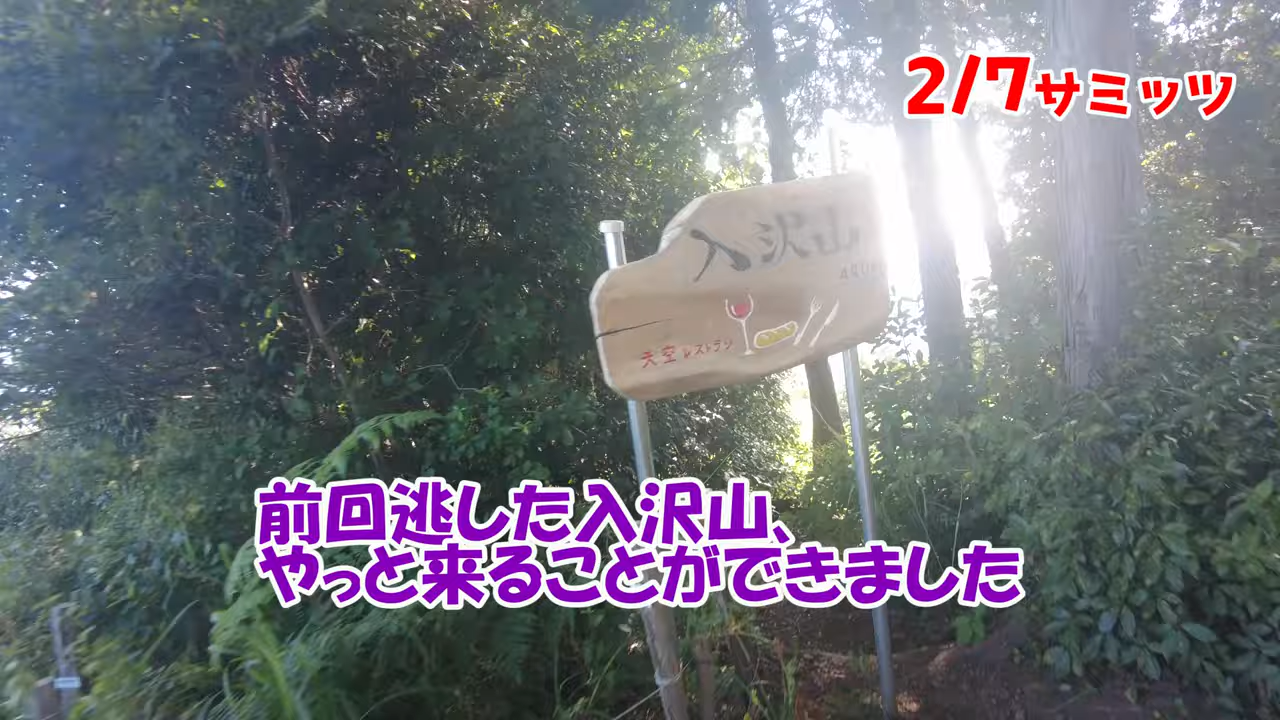 2/7サミッツ
入沢山
天空レストラン
前回逃した入沢山、
やっと来ることができました